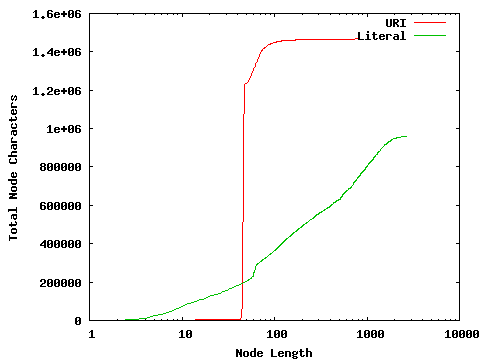 1.6e+06
1.4e+06
1.2e+06
1e+06
800000
600000
400000
200000
0
Total Node Characters
URI
Literal
1
10
100
1000
10000
Node Length